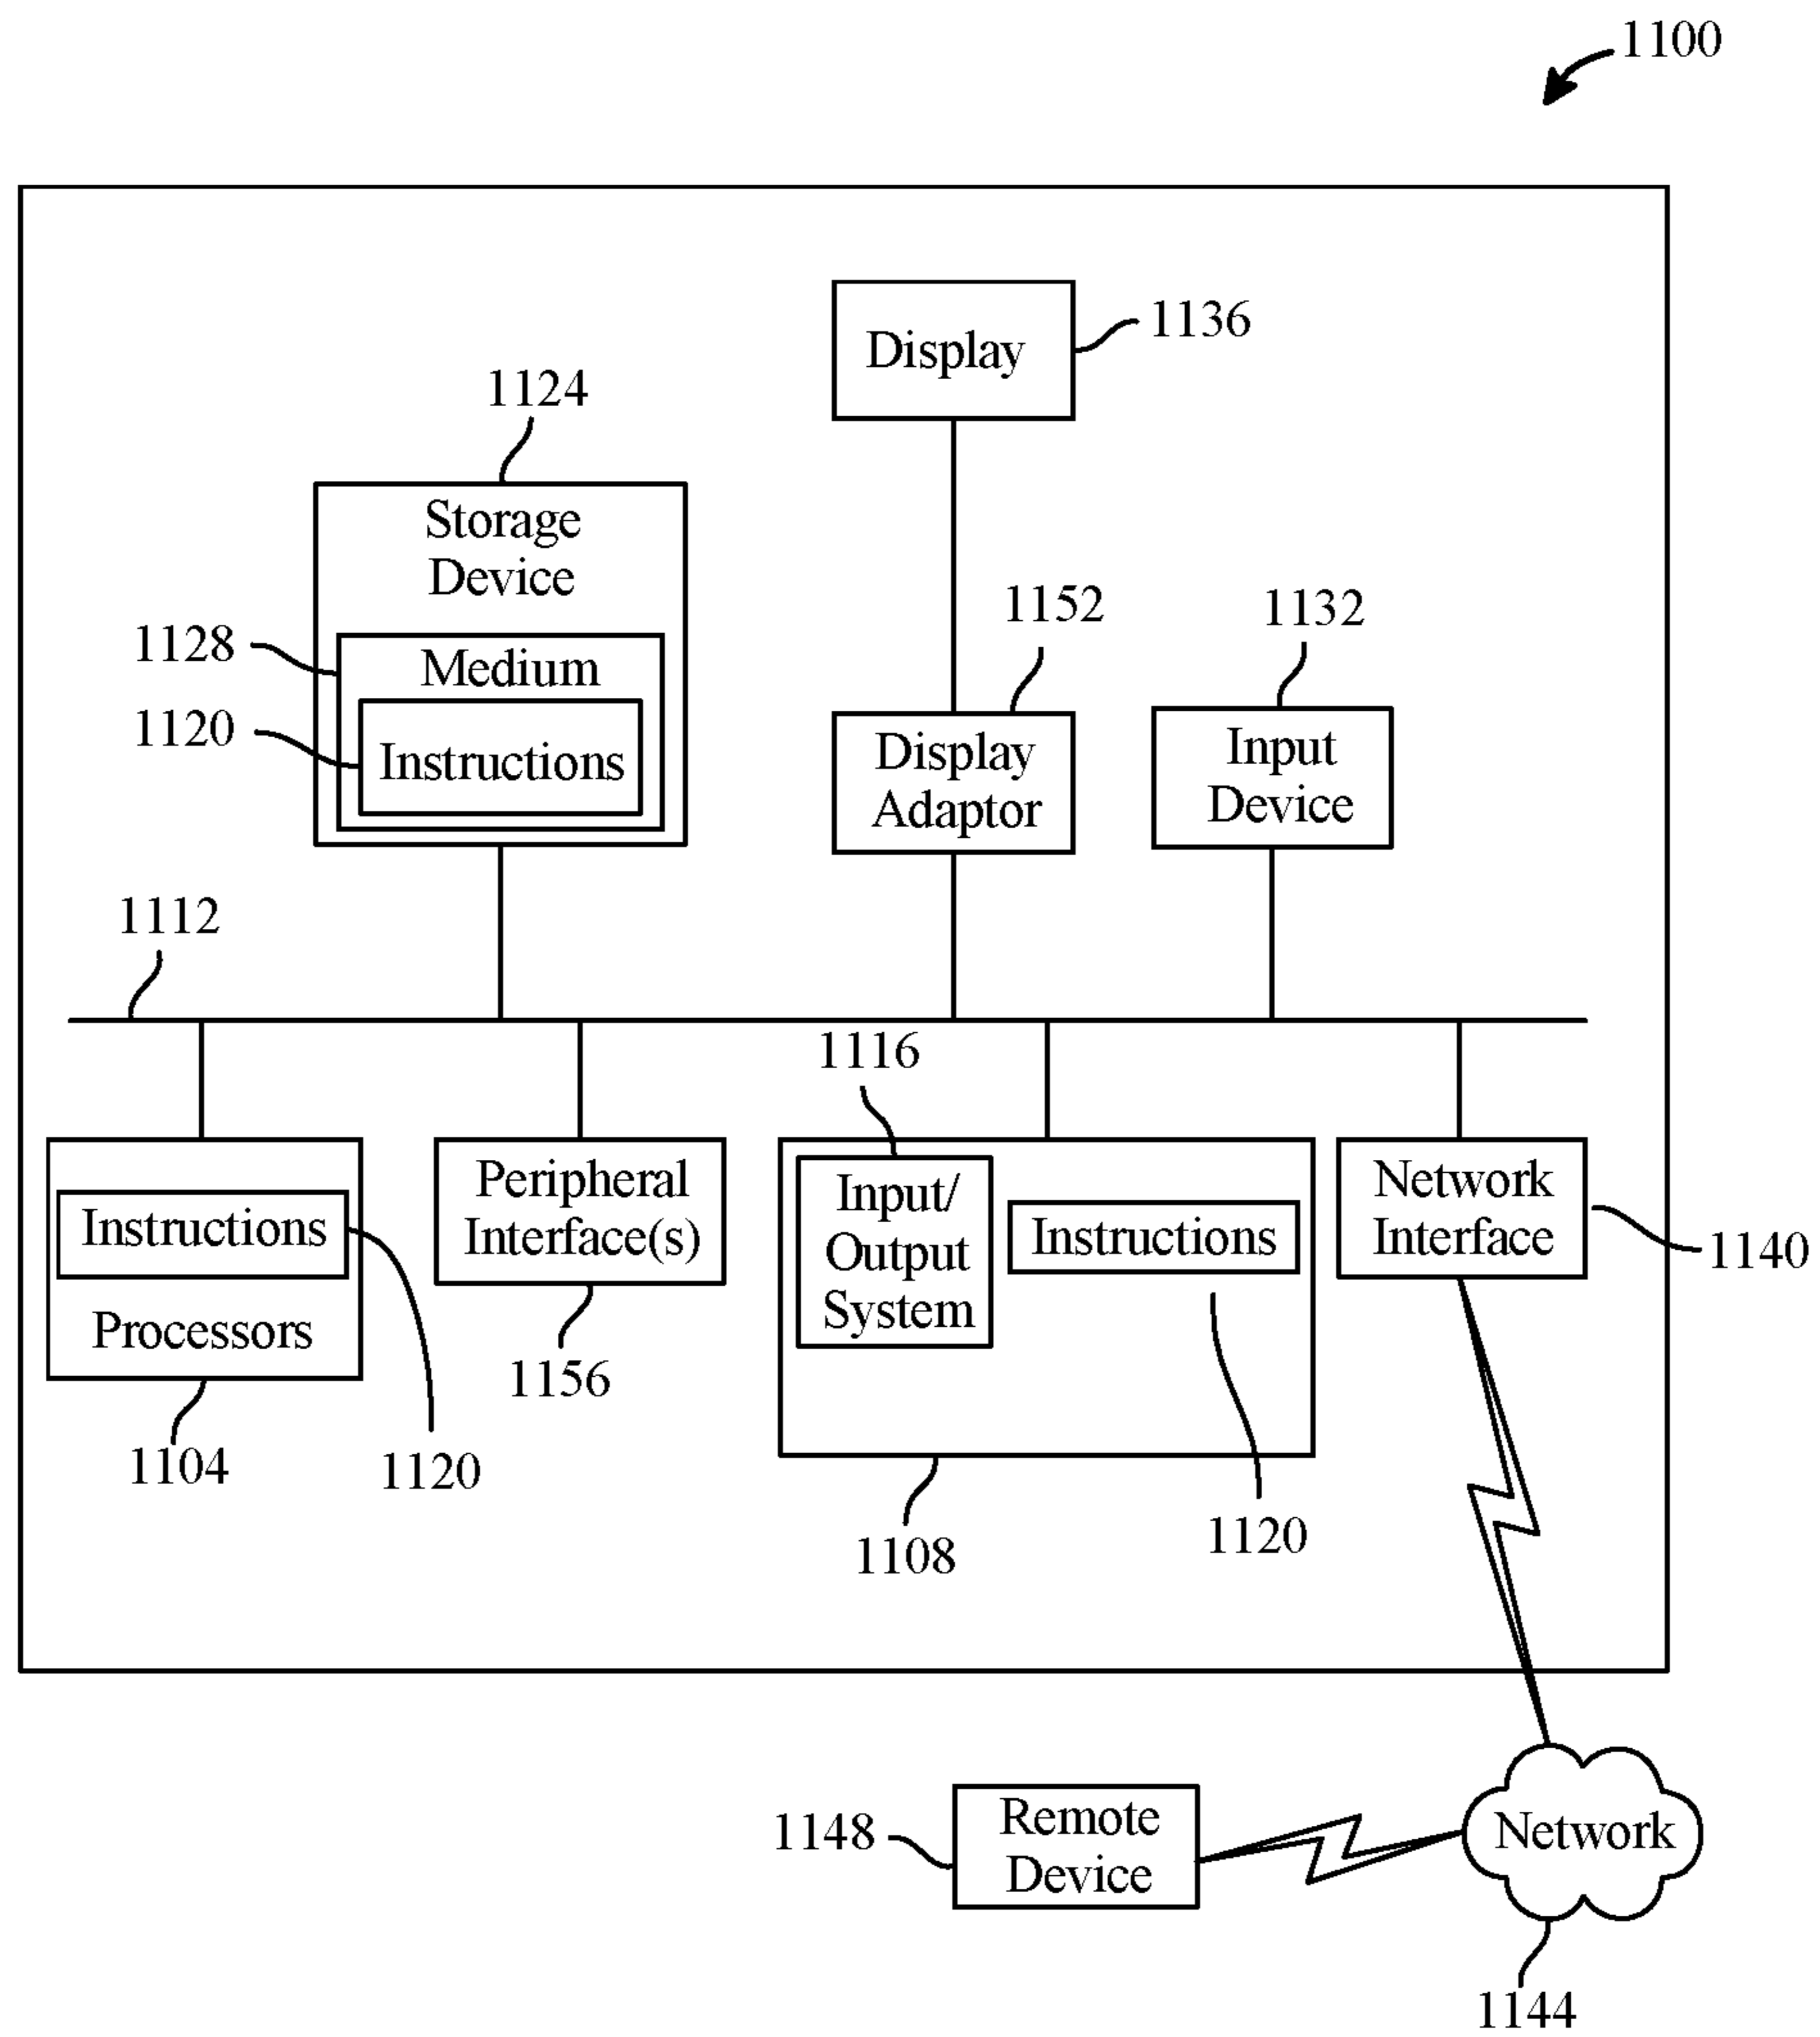 1100
Display
1136
1124
Storage
Device
1128
Medium
1120
Instructions
1152
Display
Adaptor
1132
Input
Device
1112
1116
Instructions
Processors
1104
1120
Peripheral
Interface(s)
1156
Input/
Output
System
Instructions
1108
1120
Network
Interface
1140
1148
Remote
Device
Network
1144